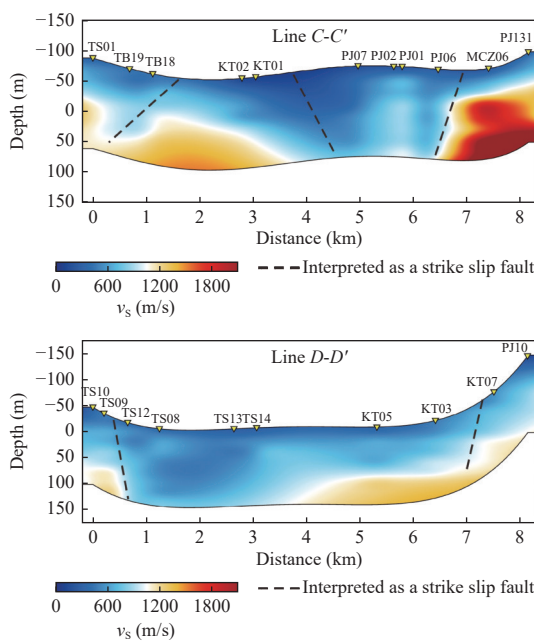 Line C-C′
TS01 TB19 TB18 KT02 KT01 PJ07 PJ02 PJ01 PJ06 MCZ06 PJ131
Depth (m)
−150
−100
−50
0
50
100
150
0 1 2 3 4 5 6 7 8
Distance (km)
0 600 1200 1800
vS (m/s)
Interpreted as a strike slip fault
Line D-D′
TS10 TS09 TS12 TS08 TS13 TS14 KT05 KT03 KT07 PJ10
Depth (m)
−150
−100
−50
0
50
100
150
0 1 2 3 4 5 6 7 8
Distance (km)
0 600 1200 1800
vS (m/s)
Interpreted as a strike slip fault